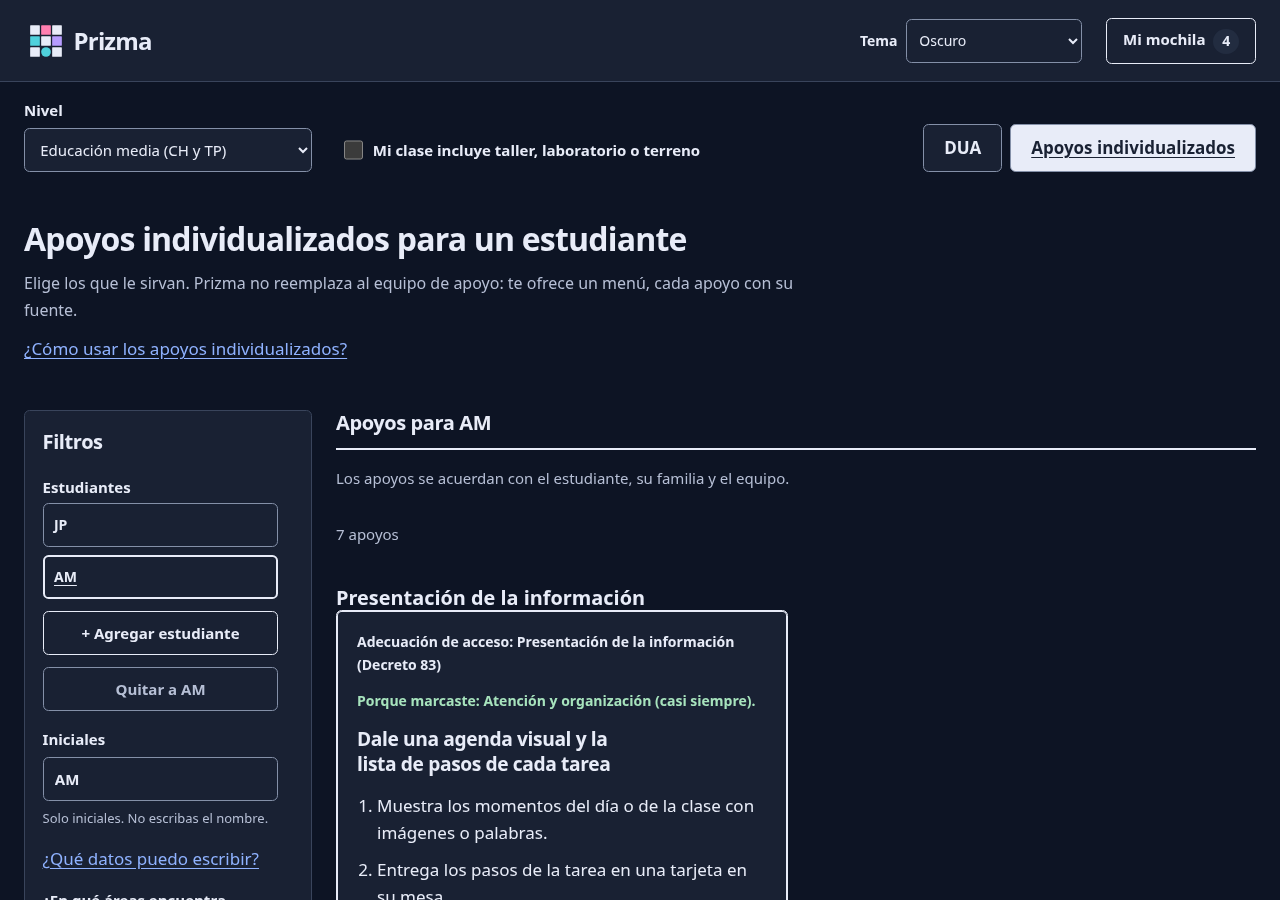 Prizma
Tema
Oscuro
Mi mochila 4
Nivel
Educación media (CH y TP)
Mi clase incluye taller, laboratorio o terreno
DUA
Apoyos individualizados
Apoyos individualizados para un estudiante
Elige los que le sirvan. Prizma no reemplaza al equipo de apoyo: te ofrece un menú, cada apoyo con su
fuente.
¿Cómo usar los apoyos individualizados?
Filtros
Estudiantes
JP
AM
+ Agregar estudiante
Quitar a AM
Iniciales
AM
Solo iniciales. No escribas el nombre.
¿Qué datos puedo escribir?
¿En qué áreas encuentra
Apoyos para AM
Los apoyos se acuerdan con el estudiante, su familia y el equipo.
7 apoyos
Presentación de la información
Adecuación de acceso: Presentación de la información
(Decreto 83)
Porque marcaste: Atención y organización (casi siempre).
Dale una agenda visual y la
lista de pasos de cada tarea
1. Muestra los momentos del día o de la clase con
imágenes o palabras.
2. Entrega los pasos de la tarea en una tarjeta en
su mesa.